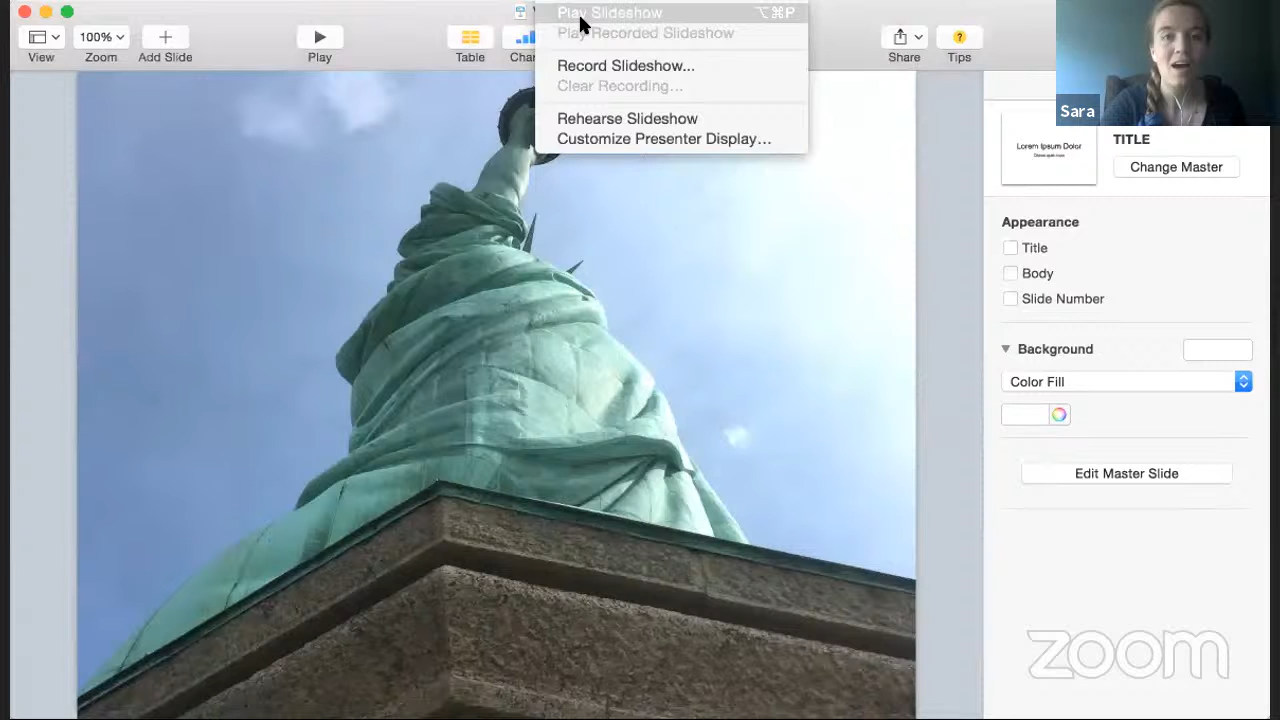 Play Slideshow ⌥⌘P
Play Recorded Slideshow
Record Slideshow...
Clear Recording...
Rehearse Slideshow
Customize Presenter Display...
100%
View
Zoom
Add Slide
Play
Table
Share
Tips
Sara
Lorem Ipsum Dolor
TITLE
Change Master
Appearance
Title
Body
Slide Number
Background
Color Fill
Edit Master Slide
zoom